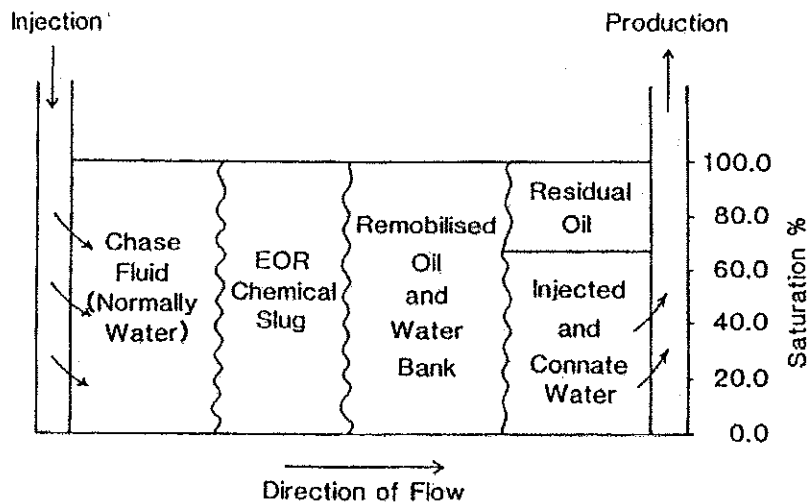 Injection
Production
Chase
Fluid
(Normally
Water)
EOR
Chemical
Slug
Remobilised
Oil
and
Water
Bank
Residual
Oil
Injected
and
Connate
Water
100.0
80.0
60.0
40.0
20.0
0.0
Saturation %
Direction of Flow